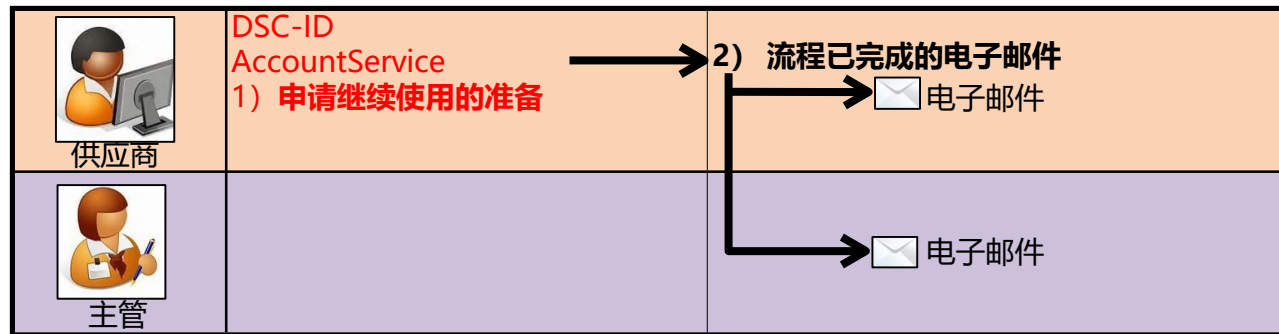 DSC-ID
AccountService
1）申请继续使用的准备
2） 流程已完成的电子邮件
电子邮件
供应商
电子邮件
主管